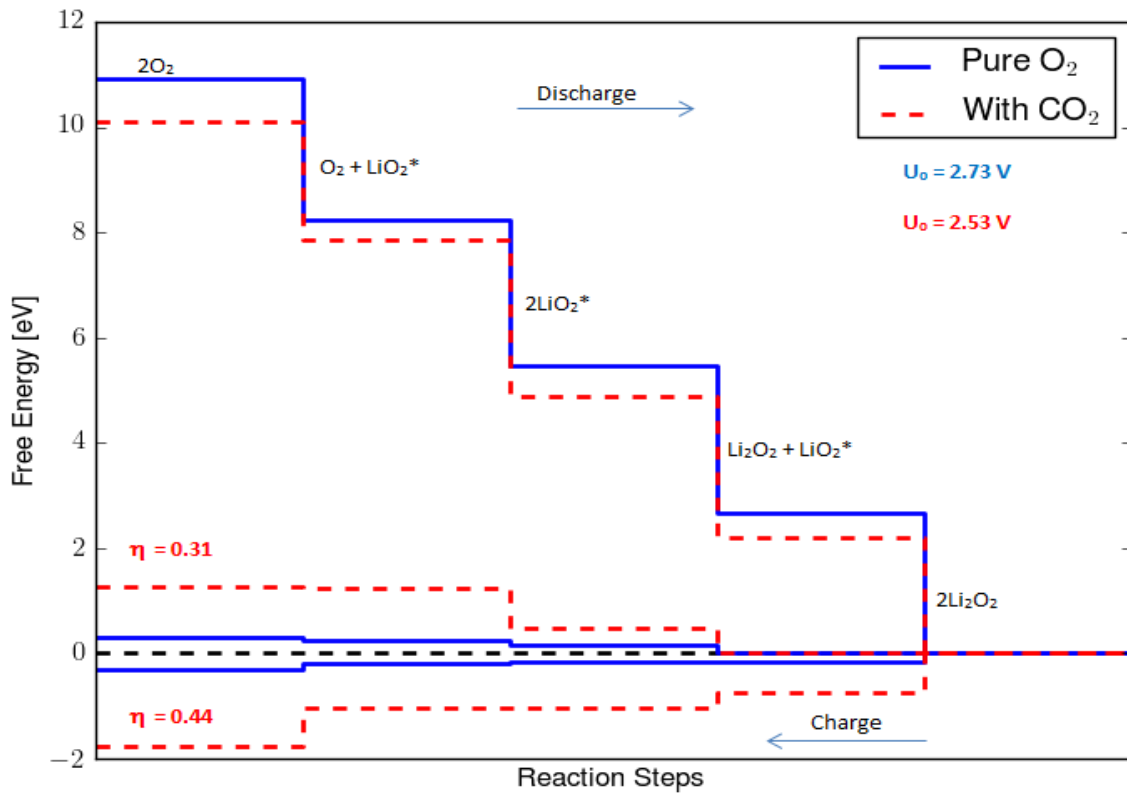 12
10
8
6
4
2
0
−2
Free Energy [eV]
Reaction Steps
2O₂
O₂ + LiO₂*
2LiO₂*
Li₂O₂ + LiO₂*
2Li₂O₂
Discharge
Charge
Pure O₂
With CO₂
U₀ = 2.73 V
U₀ = 2.53 V
η = 0.31
η = 0.44